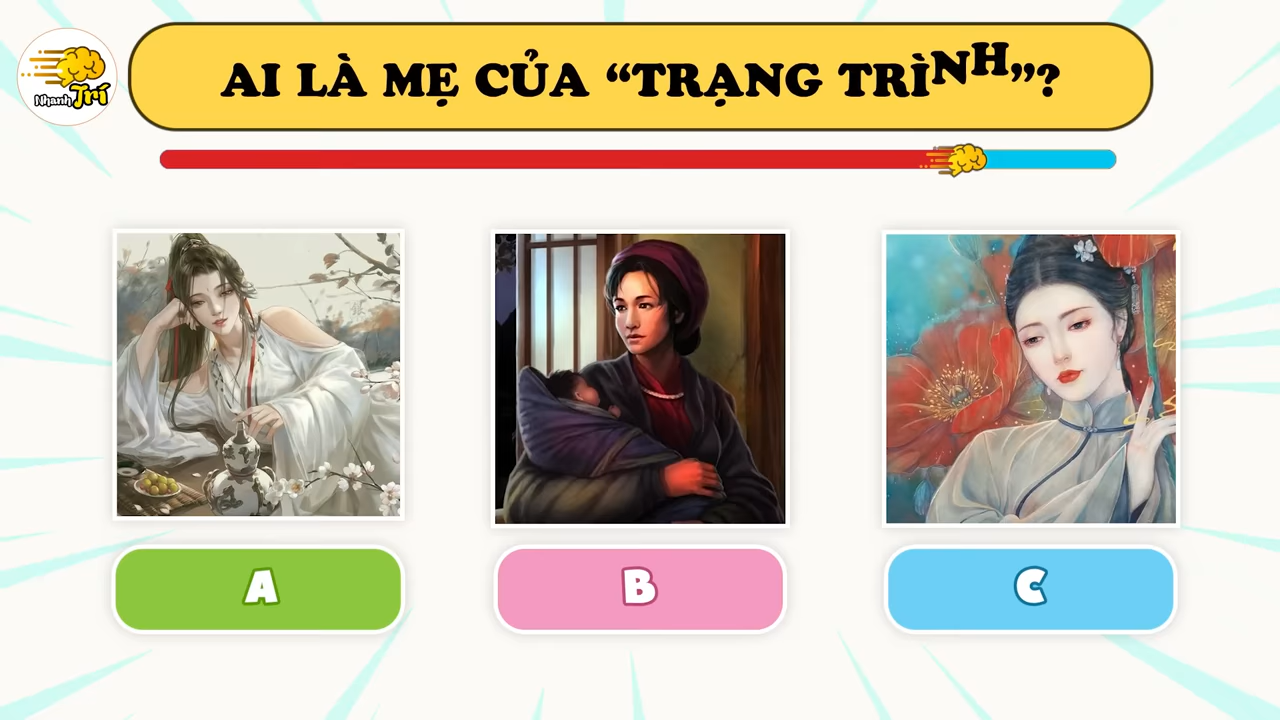 Nhanh Trí
AI LÀ MẸ CỦA “TRẠNG TRÌNH”?
A
B
C